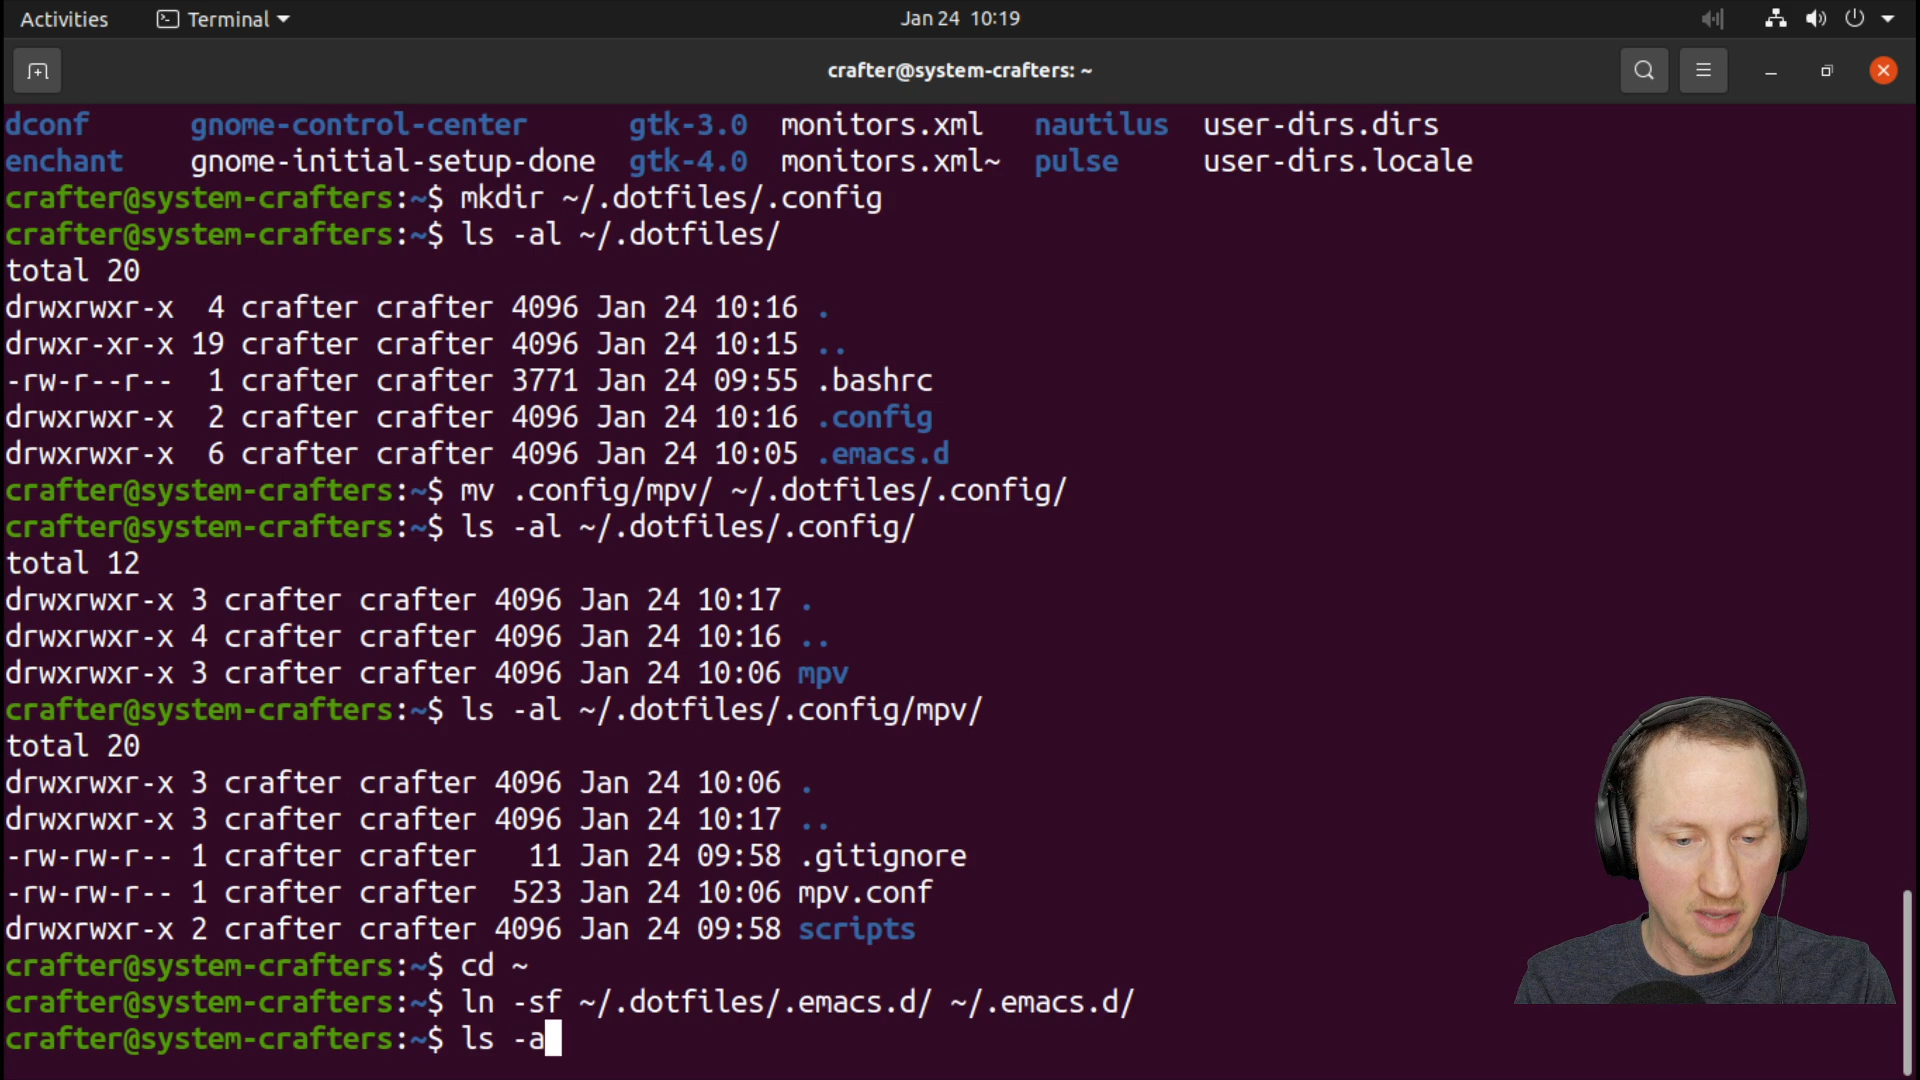 Activities Terminal Jan 24 10:19
crafter@system-crafters: ~
dconf gnome-control-center gtk-3.0 monitors.xml nautilus user-dirs.dirs
enchant gnome-initial-setup-done gtk-4.0 monitors.xml~ pulse user-dirs.locale
crafter@system-crafters:~$ mkdir ~/.dotfiles/.config
crafter@system-crafters:~$ ls -al ~/.dotfiles/
total 20
drwxrwxr-x 4 crafter crafter 4096 Jan 24 10:16 .
drwxr-xr-x 19 crafter crafter 4096 Jan 24 10:15 ..
-rw-r--r-- 1 crafter crafter 3771 Jan 24 09:55 .bashrc
drwxrwxr-x 2 crafter crafter 4096 Jan 24 10:16 .config
drwxrwxr-x 6 crafter crafter 4096 Jan 24 10:05 .emacs.d
crafter@system-crafters:~$ mv .config/mpv/ ~/.dotfiles/.config/
crafter@system-crafters:~$ ls -al ~/.dotfiles/.config/
total 12
drwxrwxr-x 3 crafter crafter 4096 Jan 24 10:17 .
drwxrwxr-x 4 crafter crafter 4096 Jan 24 10:16 ..
drwxrwxr-x 3 crafter crafter 4096 Jan 24 10:06 mpv
crafter@system-crafters:~$ ls -al ~/.dotfiles/.config/mpv/
total 20
drwxrwxr-x 3 crafter crafter 4096 Jan 24 10:06 .
drwxrwxr-x 3 crafter crafter 4096 Jan 24 10:17 ..
-rw-rw-r-- 1 crafter crafter 11 Jan 24 09:58 .gitignore
-rw-rw-r-- 1 crafter crafter 523 Jan 24 10:06 mpv.conf
drwxrwxr-x 2 crafter crafter 4096 Jan 24 09:58 scripts
crafter@system-crafters:~$ cd ~
crafter@system-crafters:~$ ln -sf ~/.dotfiles/.emacs.d/ ~/.emacs.d/
crafter@system-crafters:~$ ls -a